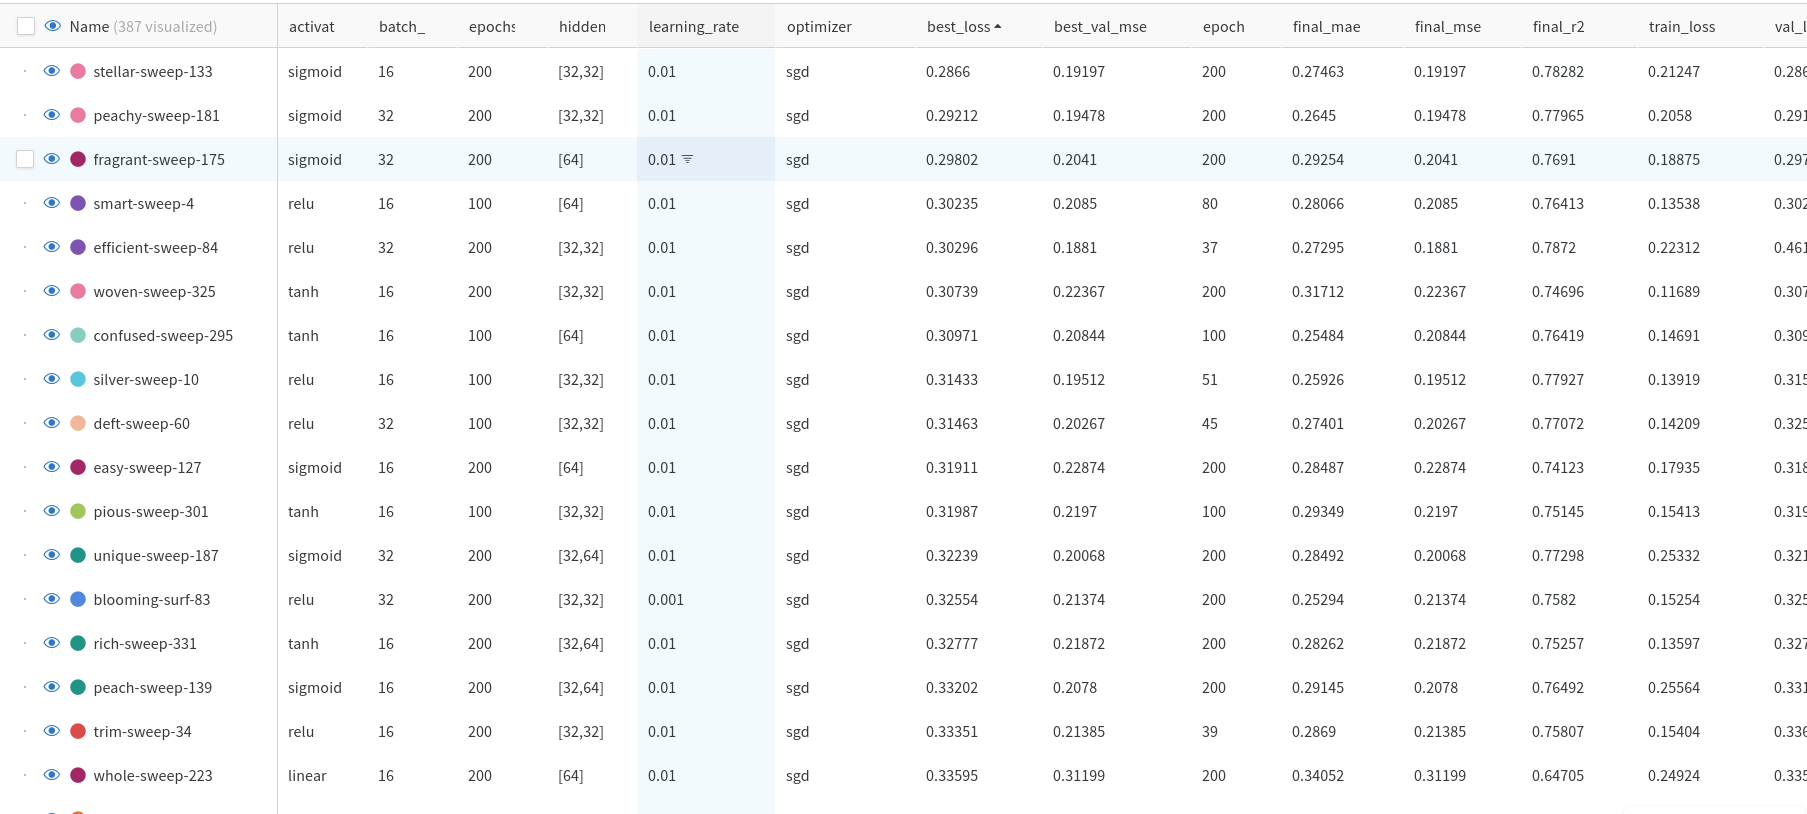 Name (387 visualized) activat batch_ epochs hidden learning_rate optimizer best_loss best_val_mse epoch final_mae final_mse final_r2 train_loss val_l
stellar-sweep-133 sigmoid 16 200 [32,32] 0.01 sgd 0.2866 0.19197 200 0.27463 0.19197 0.78282 0.21247 0.286
peachy-sweep-181 sigmoid 32 200 [32,32] 0.01 sgd 0.29212 0.19478 200 0.2645 0.19478 0.77965 0.2058 0.291
fragrant-sweep-175 sigmoid 32 200 [64] 0.01 sgd 0.29802 0.2041 200 0.29254 0.2041 0.7691 0.18875 0.297
smart-sweep-4 relu 16 100 [64] 0.01 sgd 0.30235 0.2085 80 0.28066 0.2085 0.76413 0.13538 0.302
efficient-sweep-84 relu 32 200 [32,32] 0.01 sgd 0.30296 0.1881 37 0.27295 0.1881 0.7872 0.22312 0.461
woven-sweep-325 tanh 16 200 [32,32] 0.01 sgd 0.30739 0.22367 200 0.31712 0.22367 0.74696 0.11689 0.307
confused-sweep-295 tanh 16 100 [64] 0.01 sgd 0.30971 0.20844 100 0.25484 0.20844 0.76419 0.14691 0.309
silver-sweep-10 relu 16 100 [32,32] 0.01 sgd 0.31433 0.19512 51 0.25926 0.19512 0.77927 0.13919 0.315
deft-sweep-60 relu 32 100 [32,32] 0.01 sgd 0.31463 0.20267 45 0.27401 0.20267 0.77072 0.14209 0.325
easy-sweep-127 sigmoid 16 200 [64] 0.01 sgd 0.31911 0.22874 200 0.28487 0.22874 0.74123 0.17935 0.318
pious-sweep-301 tanh 16 100 [32,32] 0.01 sgd 0.31987 0.2197 100 0.29349 0.2197 0.75145 0.15413 0.319
unique-sweep-187 sigmoid 32 200 [32,64] 0.01 sgd 0.32239 0.20068 200 0.28492 0.20068 0.77298 0.25332 0.321
blooming-surf-83 relu 32 200 [32,32] 0.001 sgd 0.32554 0.21374 200 0.25294 0.21374 0.7582 0.15254 0.325
rich-sweep-331 tanh 16 200 [32,64] 0.01 sgd 0.32777 0.21872 200 0.28262 0.21872 0.75257 0.13597 0.327
peach-sweep-139 sigmoid 16 200 [32,64] 0.01 sgd 0.33202 0.2078 200 0.29145 0.2078 0.76492 0.25564 0.331
trim-sweep-34 relu 16 200 [32,32] 0.01 sgd 0.33351 0.21385 39 0.2869 0.21385 0.75807 0.15404 0.336
whole-sweep-223 linear 16 200 [64] 0.01 sgd 0.33595 0.31199 200 0.34052 0.31199 0.64705 0.24924 0.335